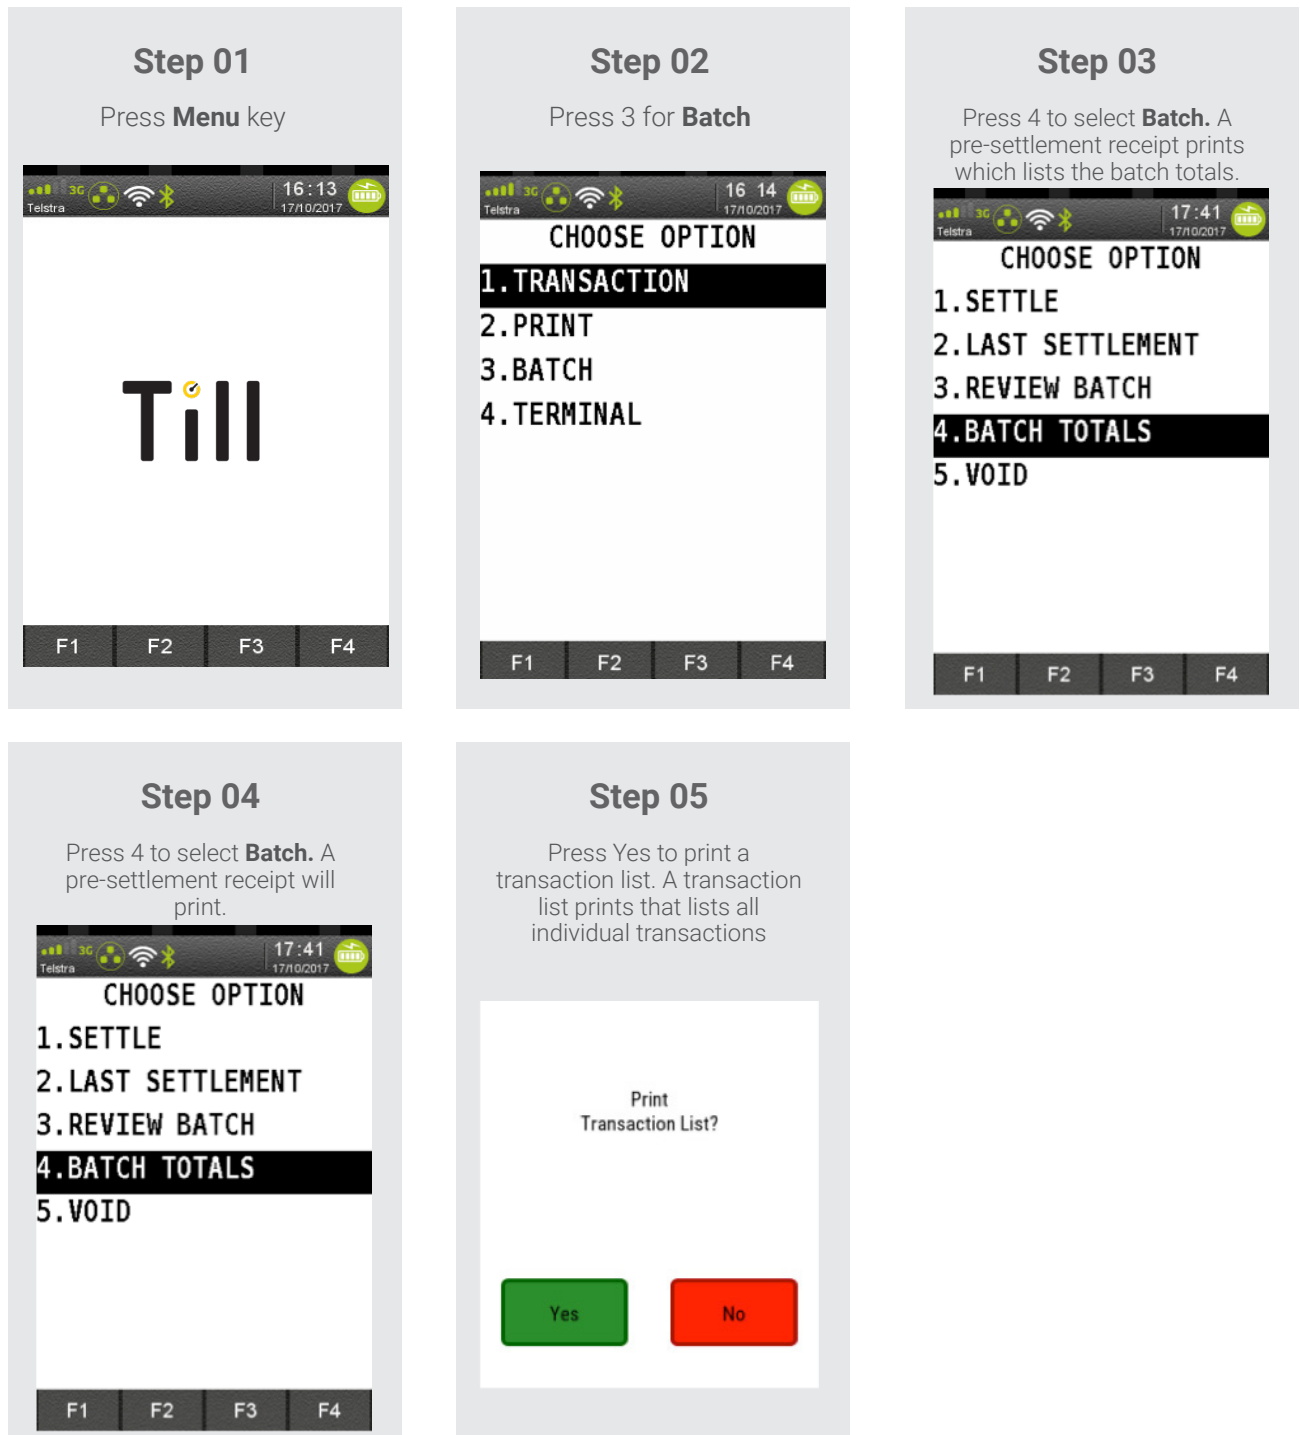 Step 01
Press Menu key
3G
Telstra
16:13
17/10/2017
Till
F1 F2 F3 F4
Step 02
Press 3 for Batch
3G
Telstra
16 14
17/10/2017
CHOOSE OPTION
1.TRANSACTION
2.PRINT
3.BATCH
4.TERMINAL
F1 F2 F3 F4
Step 03
Press 4 to select Batch. A
pre-settlement receipt prints
which lists the batch totals.
3G
Telstra
17:41
17/10/2017
CHOOSE OPTION
1.SETTLE
2.LAST SETTLEMENT
3.REVIEW BATCH
4.BATCH TOTALS
5.VOID
F1 F2 F3 F4
Step 04
Press 4 to select Batch. A
pre-settlement receipt will
print.
3G
Telstra
17:41
17/10/2017
CHOOSE OPTION
1.SETTLE
2.LAST SETTLEMENT
3.REVIEW BATCH
4.BATCH TOTALS
5.VOID
F1 F2 F3 F4
Step 05
Press Yes to print a
transaction list. A transaction
list prints that lists all
individual transactions
Print
Transaction List?
Yes No